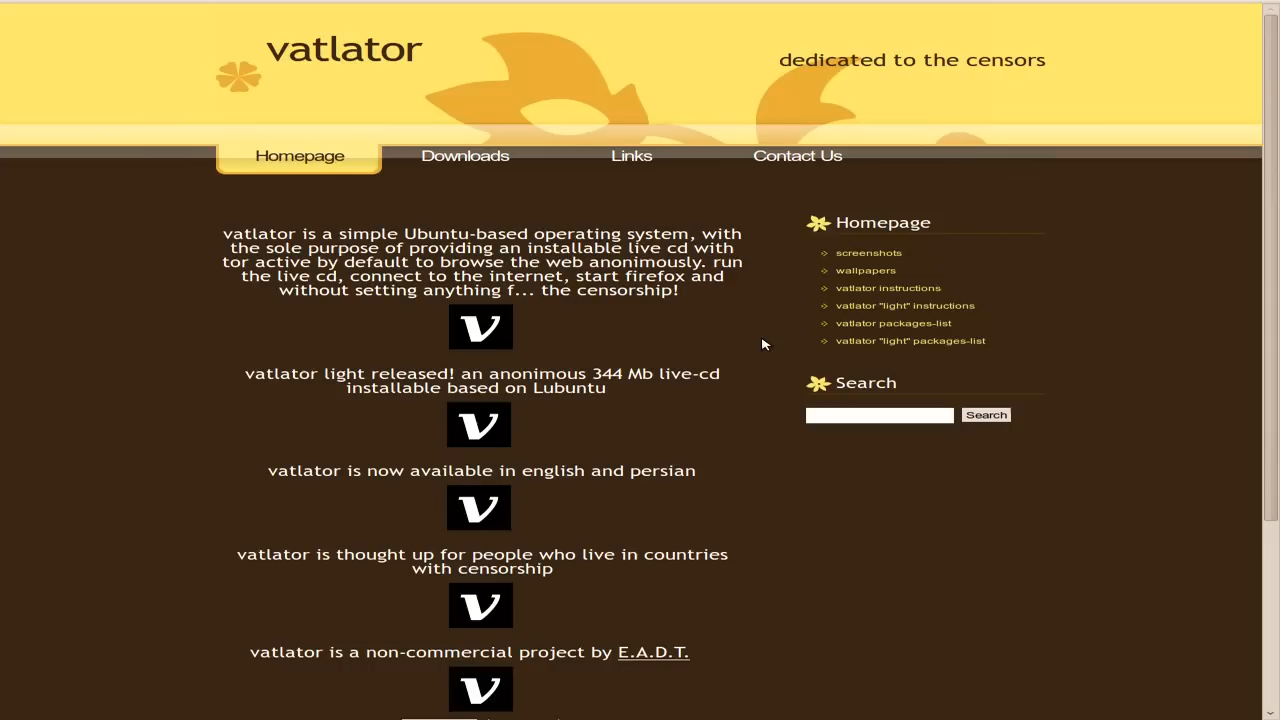 vatlator
dedicated to the censors
Homepage
Downloads
Links
Contact Us
vatlator is a simple Ubuntu-based operating system, with
the sole purpose of providing an installable live cd with
tor active by default to browse the web anonimously. run
the live cd, connect to the internet, start firefox and
without setting anything f... the censorship!
v
vatlator light released! an anonimous 344 Mb live-cd
installable based on Lubuntu
v
vatlator is now available in english and persian
v
vatlator is thought up for people who live in countries
with censorship
v
vatlator is a non-commercial project by E.A.D.T.
v
Homepage
screenshots
wallpapers
vatlator instructions
vatlator "light" instructions
vatlator packages-list
vatlator "light" packages-list
Search
Search